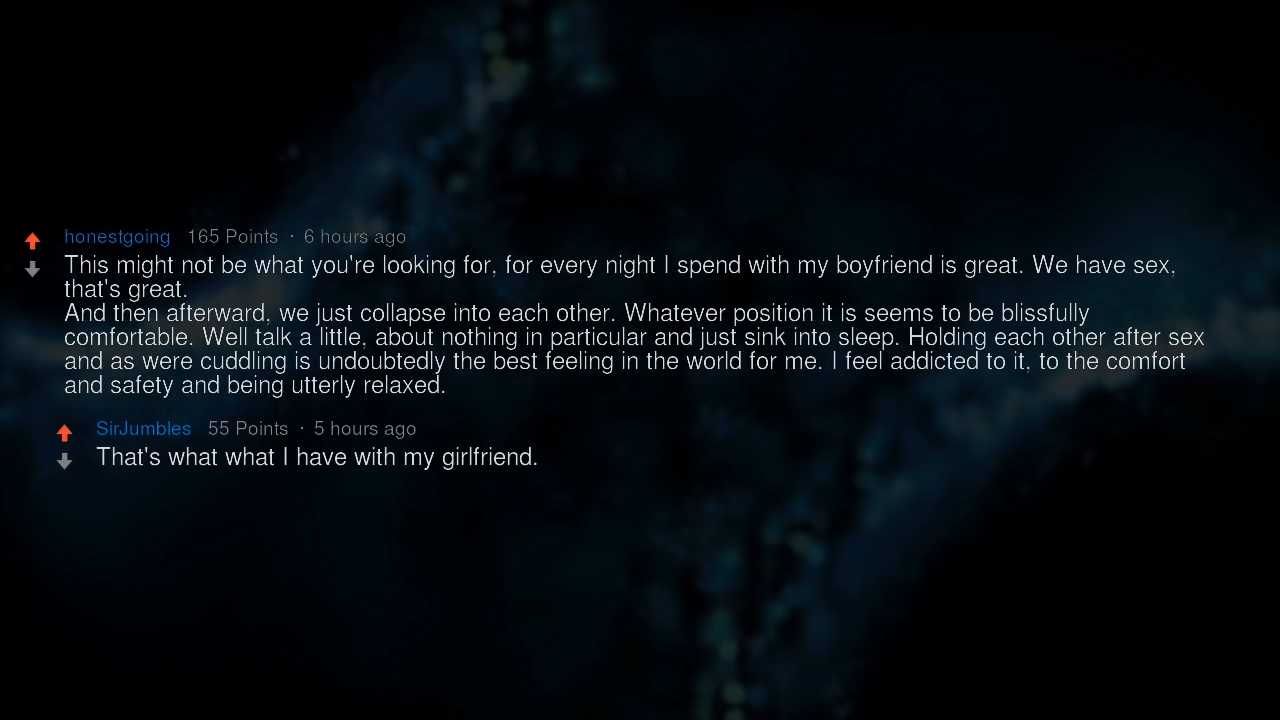 honestgoing 165 Points · 6 hours ago
This might not be what you're looking for, for every night I spend with my boyfriend is great. We have sex,
that's great.
And then afterward, we just collapse into each other. Whatever position it is seems to be blissfully
comfortable. Well talk a little, about nothing in particular and just sink into sleep. Holding each other after sex
and as were cuddling is undoubtedly the best feeling in the world for me. I feel addicted to it, to the comfort
and safety and being utterly relaxed.
SirJumbles 55 Points · 5 hours ago
That's what what I have with my girlfriend.